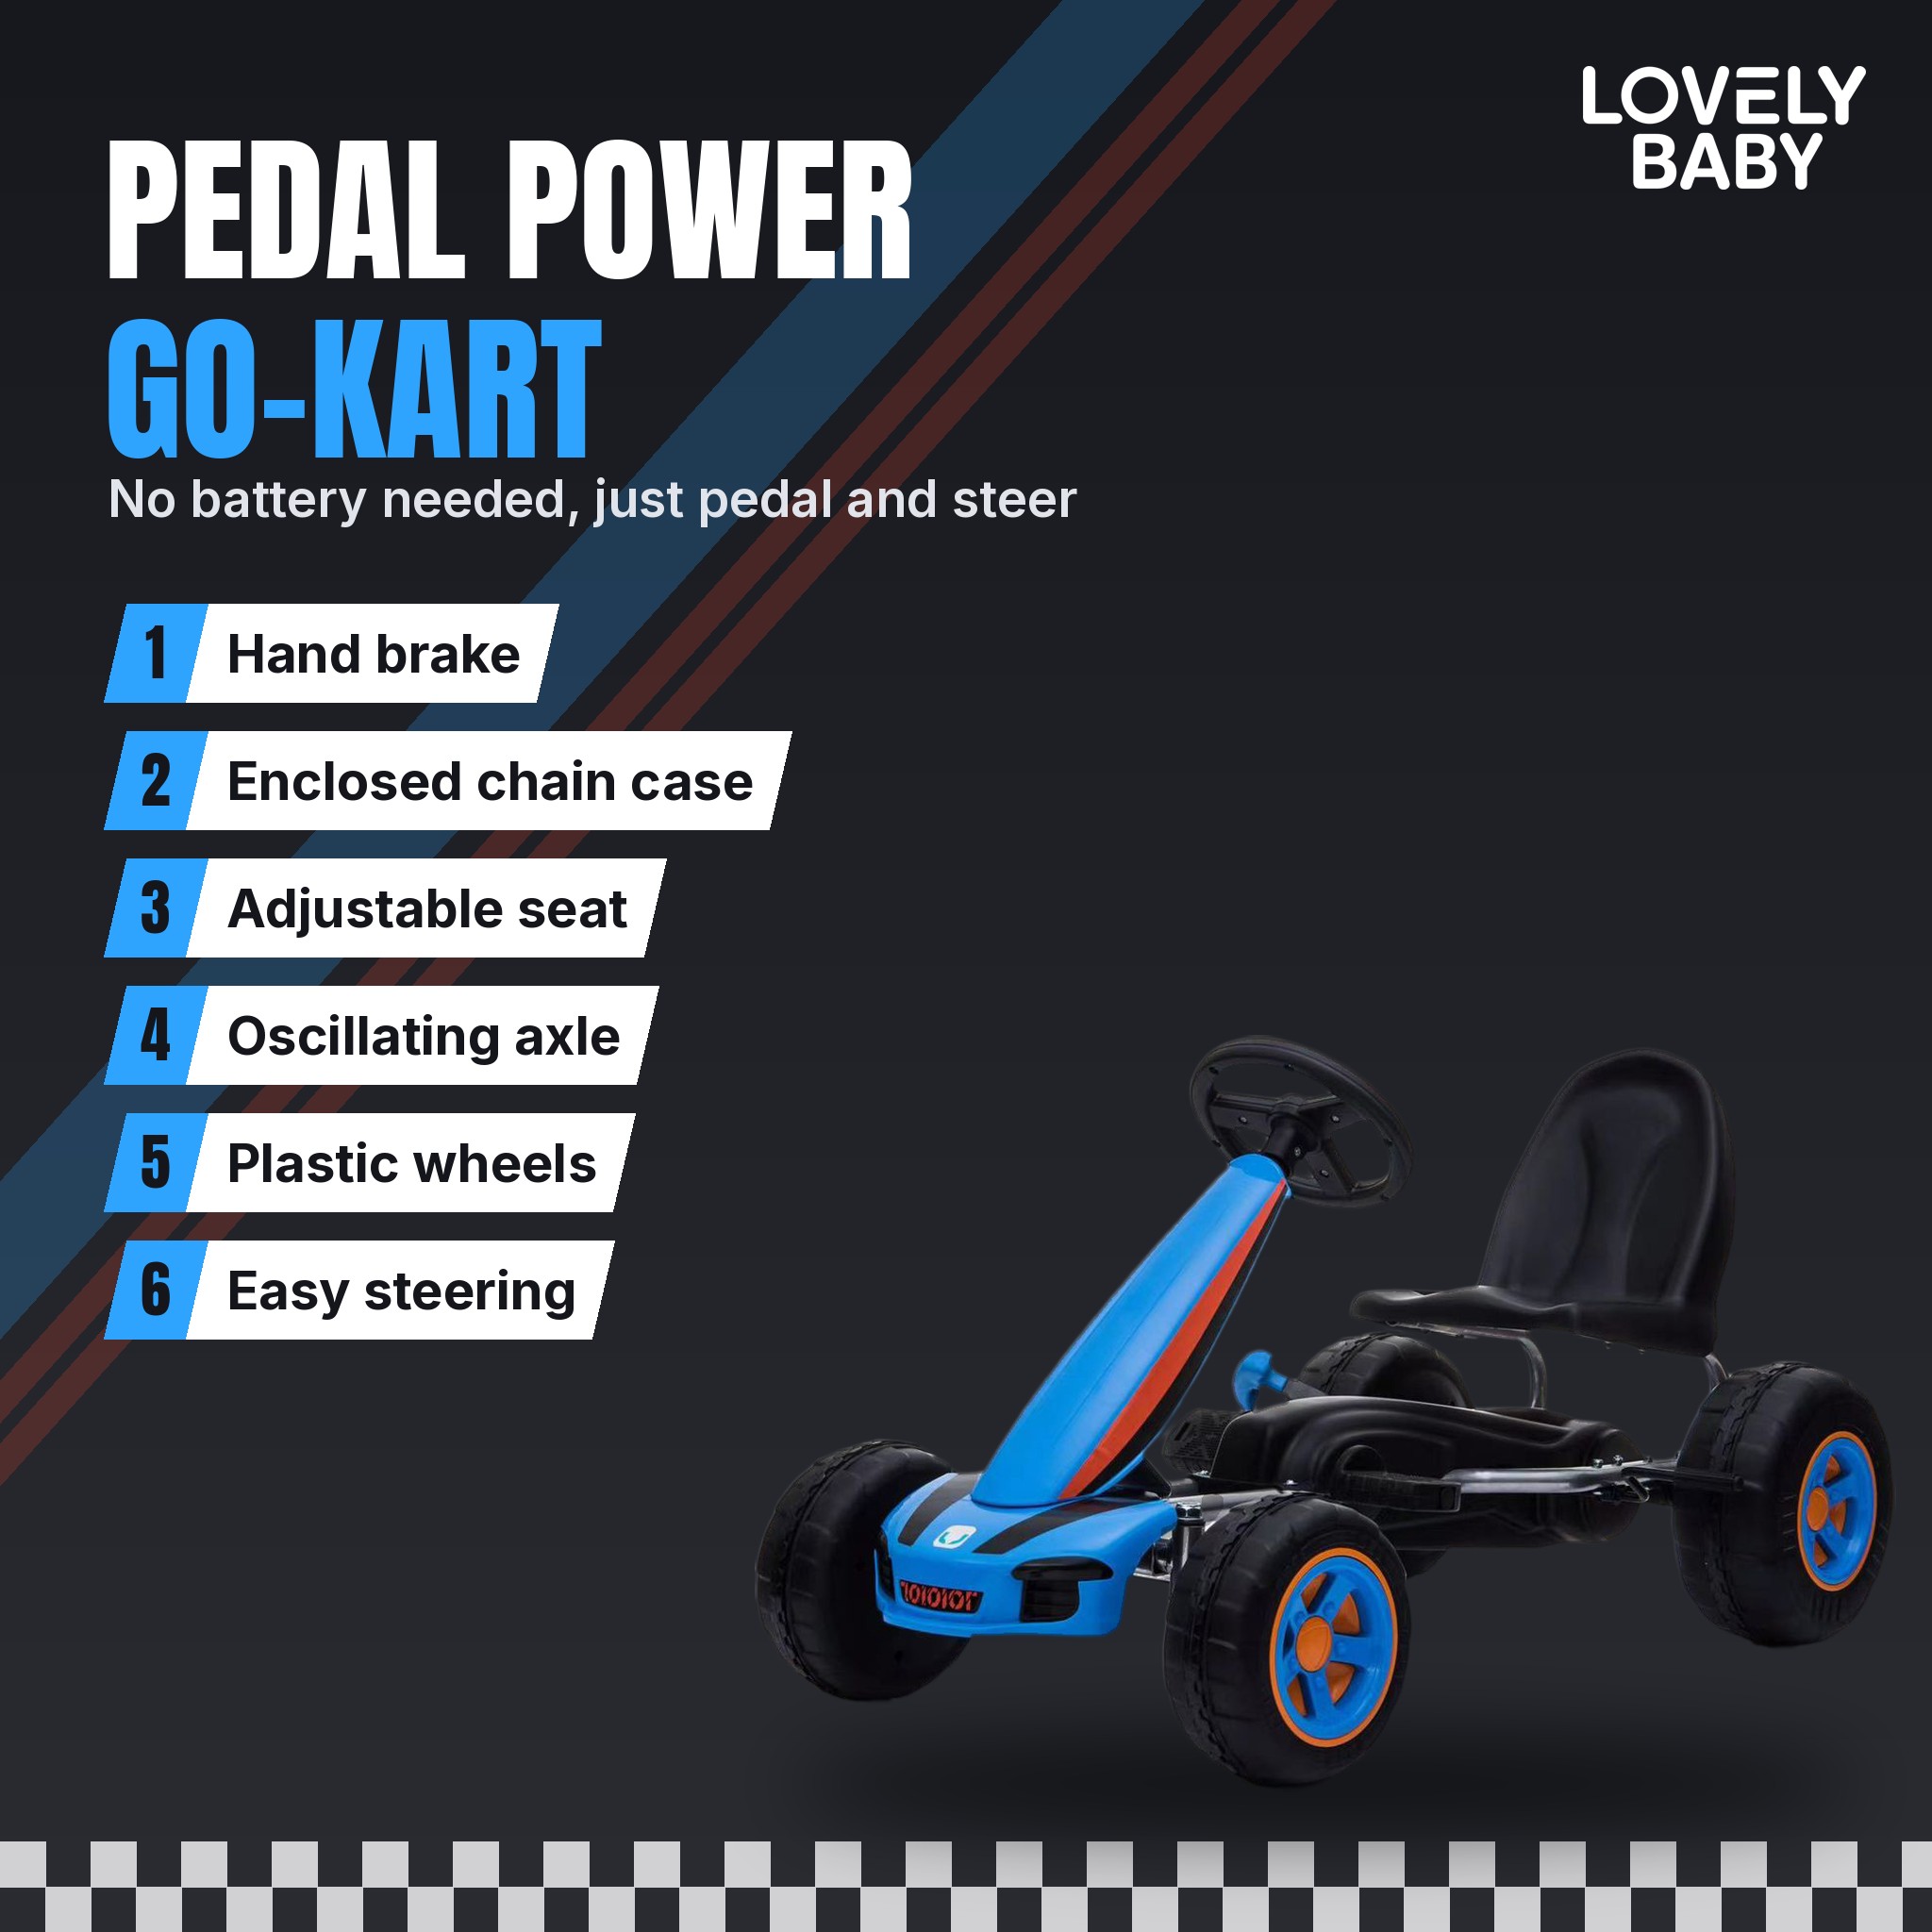 LOVELY
BABY
PEDAL POWER
GO-KART
No battery needed, just pedal and steer
1 Hand brake
2 Enclosed chain case
3 Adjustable seat
4 Oscillating axle
5 Plastic wheels
6 Easy steering